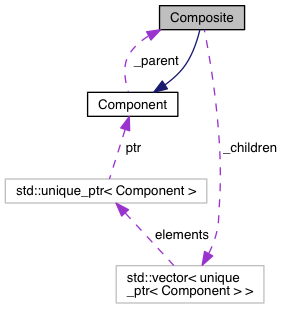 Composite
_parent
Component
ptr
_children
std::unique_ptr< Component >
elements
std::vector< unique
_ptr< Component > >